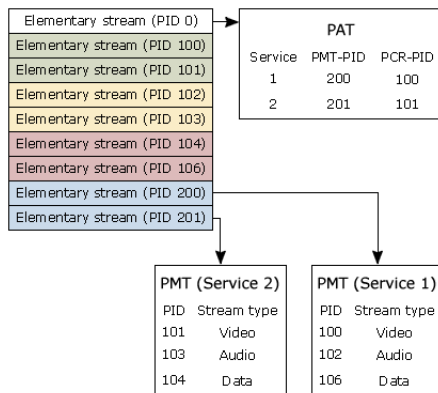 Elementary stream (PID 0)
Elementary stream (PID 100)
Elementary stream (PID 101)
Elementary stream (PID 102)
Elementary stream (PID 103)
Elementary stream (PID 104)
Elementary stream (PID 106)
Elementary stream (PID 200)
Elementary stream (PID 201)
PAT
Service PMT-PID PCR-PID
1 200 100
2 201 101
PMT (Service 2)
PID Stream type
101 Video
103 Audio
104 Data
PMT (Service 1)
PID Stream type
100 Video
102 Audio
106 Data